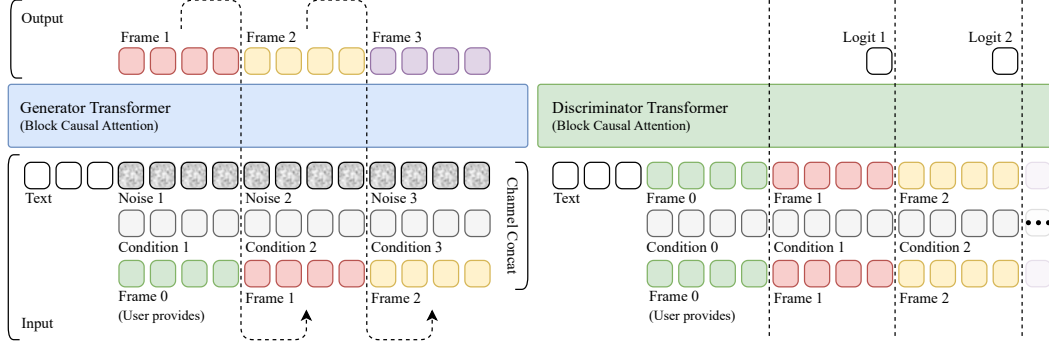 Output
Frame 1
Frame 2
Frame 3
Generator Transformer
(Block Causal Attention)
Text
Noise 1
Noise 2
Noise 3
Condition 1
Condition 2
Condition 3
Frame 0
(User provides)
Frame 1
Frame 2
Channel Concat
Input
Logit 1
Logit 2
Discriminator Transformer
(Block Causal Attention)
Text
Frame 0
Frame 1
Frame 2
Condition 0
Condition 1
Condition 2
•••
Frame 0
(User provides)
Frame 1
Frame 2